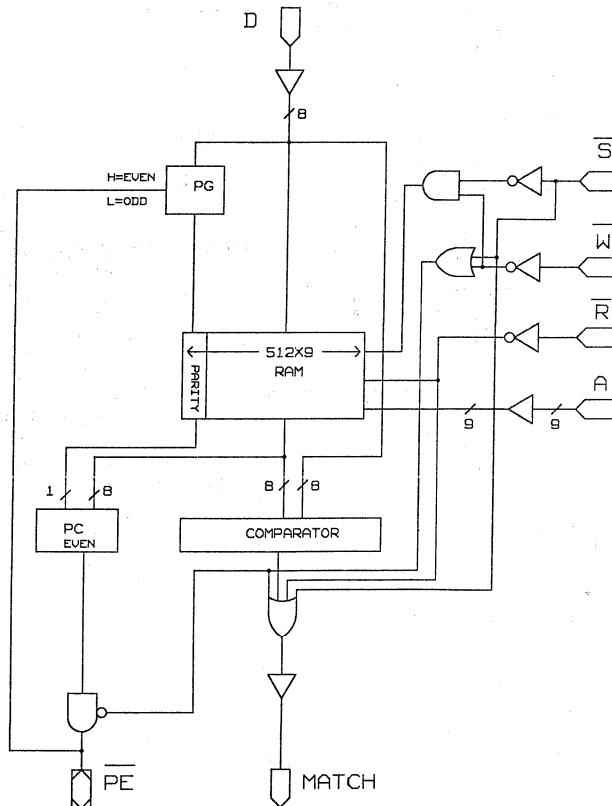 D
8
S
H=EVEN
PG
L=ODD
W
R
512X9
RAM
PARITY
A
9
9
1
8
8
8
PC
EVEN
COMPARATOR
PE
MATCH